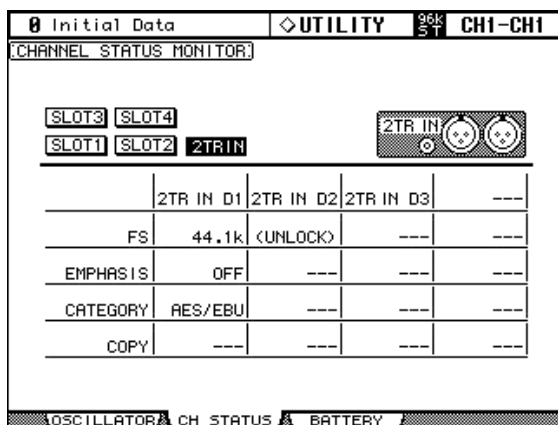 0 Initial Data ◇UTILITY 96k ST CH1-CH1
CHANNEL STATUS MONITOR
SLOT3 SLOT4
SLOT1 SLOT2 2TRIN
2TR IN
2TR IN D1 2TR IN D2 2TR IN D3 ---
FS 44.1k (UNLOCK) --- ---
EMPHASIS OFF --- --- ---
CATEGORY AES/EBU --- --- ---
COPY --- --- --- ---
OSCILLATOR CH STATUS BATTERY